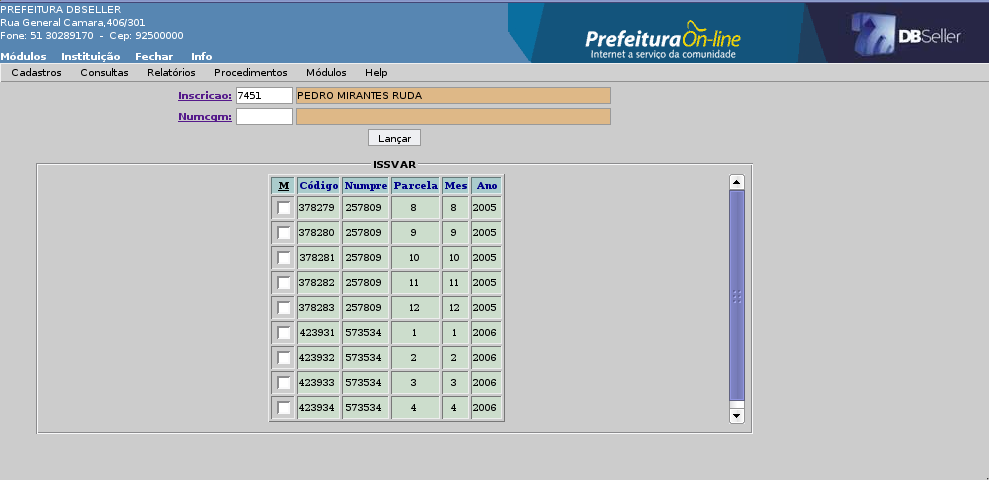 PREFEITURA DBSELLER
Rua General Camara,406/301
Fone: 51 30289170 - Cep: 92500000
PrefeituraOn-line
Internet a serviço da comunidade
DBSeller
Módulos Instituição Fechar Info
Cadastros Consultas Relatórios Procedimentos Módulos Help
Inscricao: 7451 PEDRO MIRANTES RUDA
Numcgm:
Lançar
ISSVAR
M Código Numpre Parcela Mes Ano
378279 257809 8 8 2005
378280 257809 9 9 2005
378281 257809 10 10 2005
378282 257809 11 11 2005
378283 257809 12 12 2005
423931 573534 1 1 2006
423932 573534 2 2 2006
423933 573534 3 3 2006
423934 573534 4 4 2006